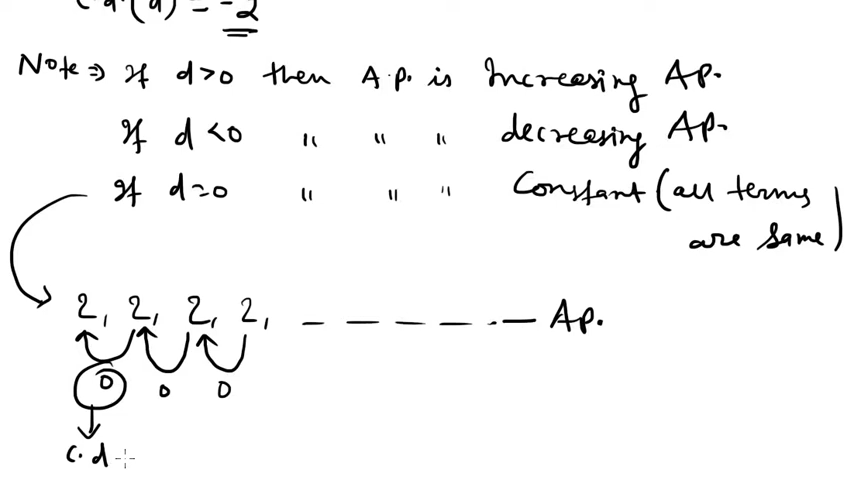 C.d.(d) = -2
Note ⇒ If d>0 then A.P. is Increasing AP.
If d<0 " " " decreasing AP.
If d=0 " " " Constant (all terms
are same)
2, 2, 2, 2, – – – – – – AP.
0 0 0
C.d